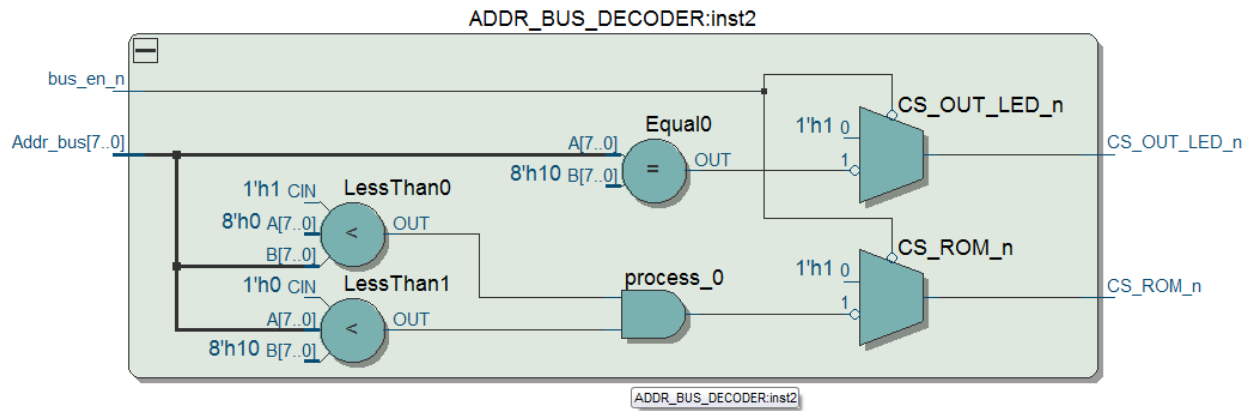 ADDR_BUS_DECODER:inst2
bus_en_n
CS_OUT_LED_n
Addr_bus[7..0]
Equal0
A[7..0]
8'h10 B[7..0]
=
OUT
1'h1 0
1
CS_OUT_LED_n
1'h1 CIN
LessThan0
8'h0 A[7..0]
B[7..0]
<
OUT
1'h0 CIN
LessThan1
A[7..0]
8'h10 B[7..0]
<
OUT
process_0
CS_ROM_n
1'h1 0
1
CS_ROM_n
ADDR_BUS_DECODER:inst2